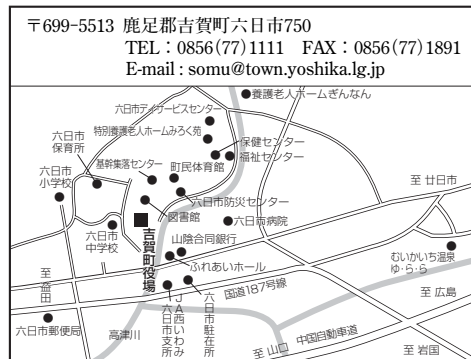 〒699-5513 鹿足郡吉賀町六日市750
TEL：0856(77)1111　FAX：0856(77)1891
E-mail : somu@town.yoshika.lg.jp
養護老人ホームぎんなん
六日市デイサービスセンター
特別養護老人ホームみろく苑
保健センター
福祉センター
六日市
保育所
基幹集落センター
町民体育館
六日市
小学校
六日市防災センター
至 廿日市
図書館
六日市病院
六日市
中学校
吉賀町役場
山陰合同銀行
むいかいち温泉
ゆ・ら・ら
ふれあいホール
至 益田
国道187号線
至 広島
JA西いわみ
六日市支所
六日市駐在所
六日市郵便局
高津川
中国自動車道
至 山口
至 岩国